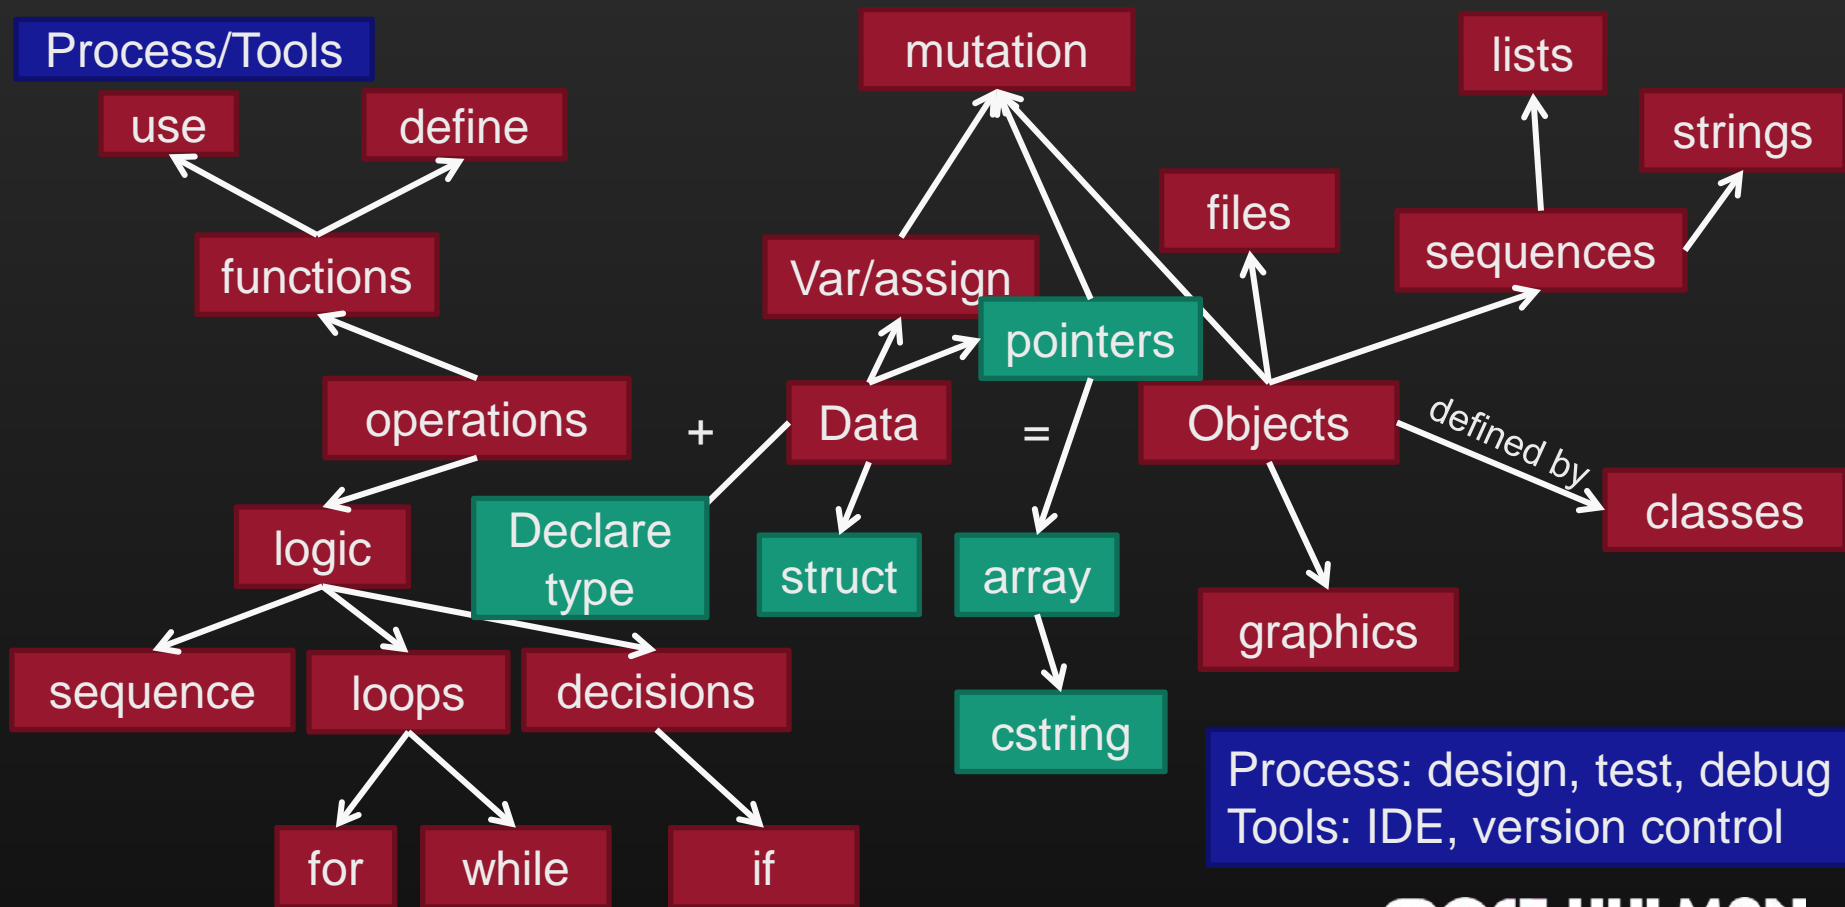 Process/Tools
mutation
lists
use
define
strings
files
functions
Var/assign
sequences
pointers
operations
+
Data
=
Objects
defined by
classes
logic
Declare
type
struct
array
graphics
sequence
loops
decisions
cstring
Process: design, test, debug
Tools: IDE, version control
for
while
if